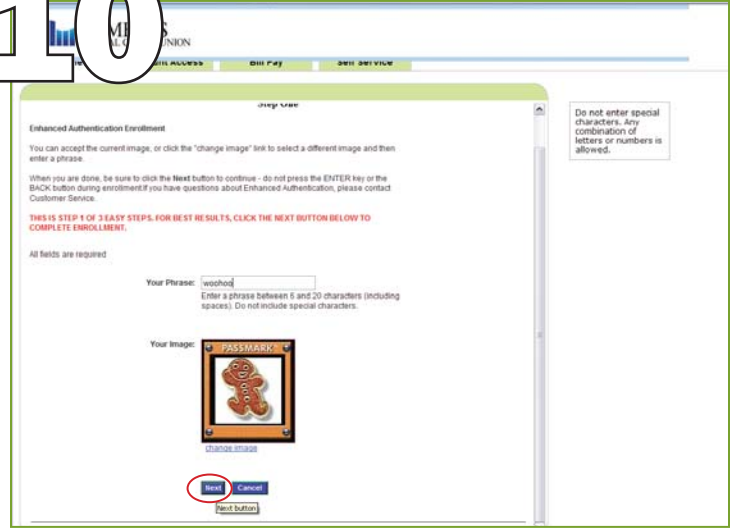 10
Bill Pay
Self Service
Step One
Enhanced Authentication Enrollment
You can accept the current image, or click the "change image" link to select a different image and then
enter a phrase.
When you are done, be sure to click the Next button to continue - do not press the ENTER key or the
BACK button during enrollment.If you have questions about Enhanced Authentication, please contact
Customer Service.
THIS IS STEP 1 OF 3 EASY STEPS. FOR BEST RESULTS, CLICK THE NEXT BUTTON BELOW TO
COMPLETE ENROLLMENT.
All fields are required
Your Phrase: woohoo
Enter a phrase between 6 and 20 characters (including
spaces). Do not include special characters.
Your Image:
PASSMARK
change image
Next Cancel
Next button
Do not enter special
characters. Any
combination of
letters or numbers is
allowed.